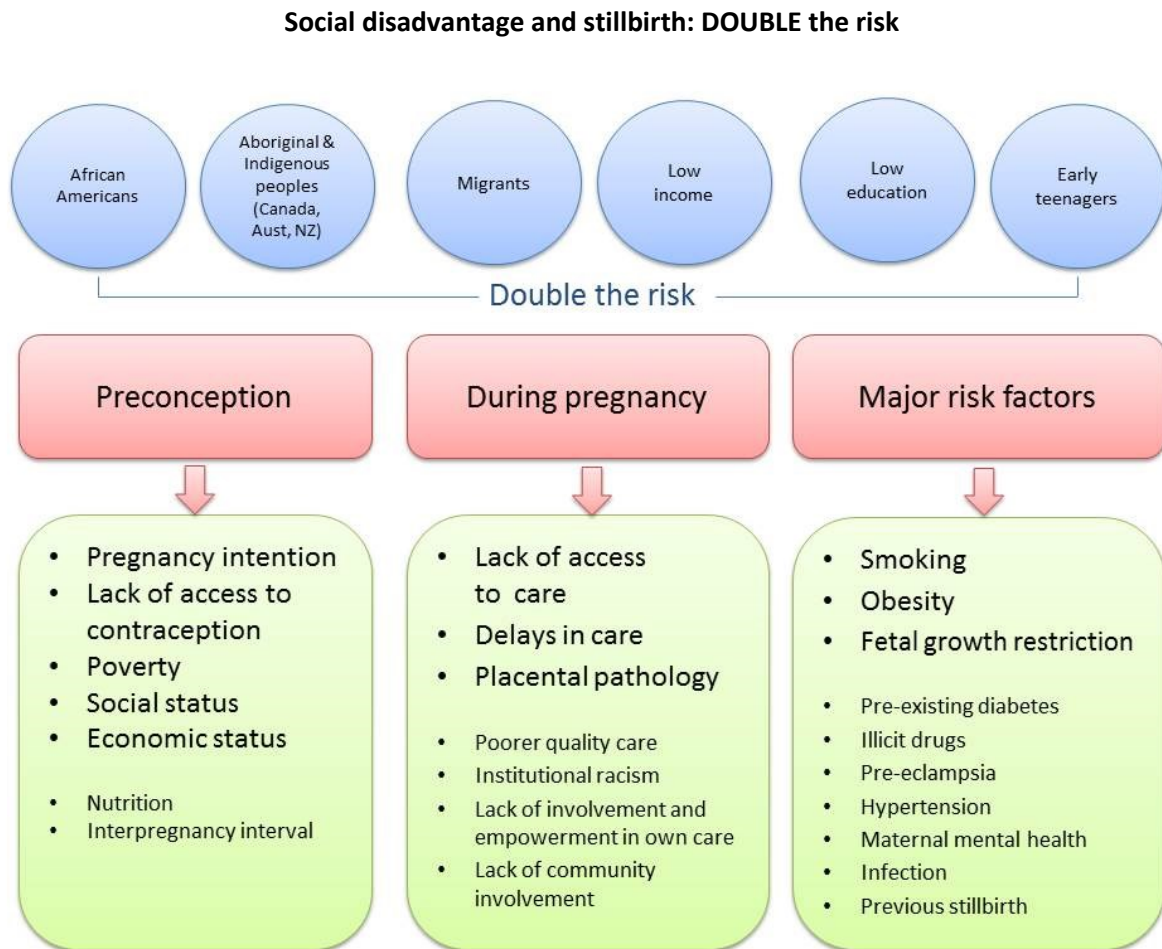 Social disadvantage and stillbirth: DOUBLE the risk
African
Americans
Aboriginal &
Indigenous
peoples
(Canada,
Aust, NZ)
Migrants
Low
income
Low
education
Early
teenagers
Double the risk
Preconception
• Pregnancy intention
• Lack of access to
contraception
• Poverty
• Social status
• Economic status
• Nutrition
• Interpregnancy interval
During pregnancy
• Lack of access
to care
• Delays in care
• Placental pathology
• Poorer quality care
• Institutional racism
• Lack of involvement and
empowerment in own care
• Lack of community
involvement
Major risk factors
• Smoking
• Obesity
• Fetal growth restriction
• Pre-existing diabetes
• Illicit drugs
• Pre-eclampsia
• Hypertension
• Maternal mental health
• Infection
• Previous stillbirth